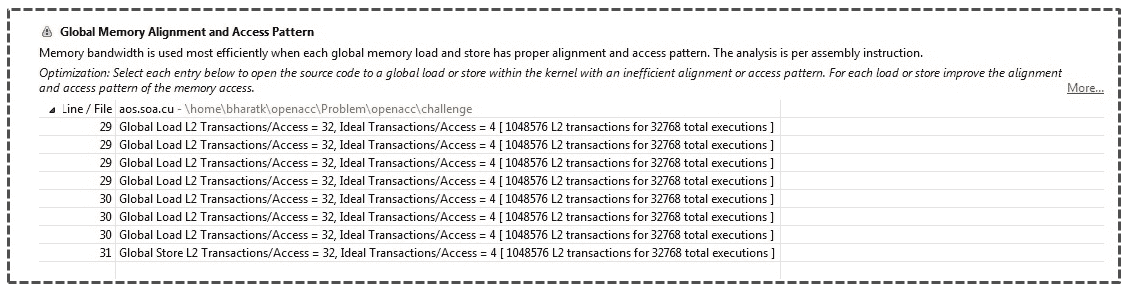 Global Memory Alignment and Access Pattern
Memory bandwidth is used most efficiently when each global memory load and store has proper alignment and access pattern. The analysis is per assembly instruction.
Optimization: Select each entry below to open the source code to a global load or store within the kernel with an inefficient alignment or access pattern. For each load or store improve the alignment
and access pattern of the memory access. More...
Line / File aos.soa.cu - \home\bharatk\openacc\Problem\openacc\challenge
29 Global Load L2 Transactions/Access = 32, Ideal Transactions/Access = 4 [ 1048576 L2 transactions for 32768 total executions ]
29 Global Load L2 Transactions/Access = 32, Ideal Transactions/Access = 4 [ 1048576 L2 transactions for 32768 total executions ]
29 Global Load L2 Transactions/Access = 32, Ideal Transactions/Access = 4 [ 1048576 L2 transactions for 32768 total executions ]
29 Global Load L2 Transactions/Access = 32, Ideal Transactions/Access = 4 [ 1048576 L2 transactions for 32768 total executions ]
30 Global Load L2 Transactions/Access = 32, Ideal Transactions/Access = 4 [ 1048576 L2 transactions for 32768 total executions ]
30 Global Load L2 Transactions/Access = 32, Ideal Transactions/Access = 4 [ 1048576 L2 transactions for 32768 total executions ]
30 Global Load L2 Transactions/Access = 32, Ideal Transactions/Access = 4 [ 1048576 L2 transactions for 32768 total executions ]
31 Global Store L2 Transactions/Access = 32, Ideal Transactions/Access = 4 [ 1048576 L2 transactions for 32768 total executions ]